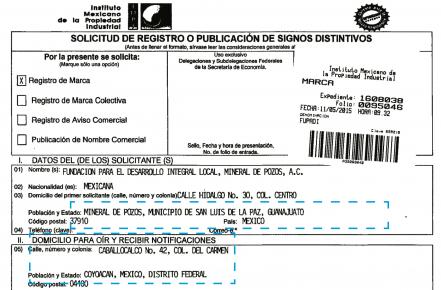 Instituto
Mexicano
de la Propiedad
Industrial
SOLICITUD DE REGISTRO O PUBLICACIÓN DE SIGNOS DISTINTIVOS
(Antes de llenar el formato, sírvase leer las consideraciones generales al
Por la presente se solicita:
(Marque sólo una opción)
X Registro de Marca
Registro de Marca Colectiva
Registro de Aviso Comercial
Publicación de Nombre Comercial
Uso exclusivo
Delegaciones y Subdelegaciones Federales
de la Secretaría de Economía.
Sello, Fecha y hora de presentación,
No. de folio de entrada.
Instituto Mexicano de
la Propiedad Industrial
MARCA
Expediente: 1608038
Folio: 0095046
FECHA:11/05/2015 HORA:09.32
DENOMINACION
FUPADI
I. DATOS DEL (DE LOS) SOLICITANTE (S)
01) Nombre (s): FUNDACION PARA EL DESARROLLO INTEGRAL LOCAL, MINERAL DE POZOS, A.C.
02) Nacionalidad (es): MEXICANA
03) Domicilio del primer solicitante (calle, número y colonia)CALLE HIDALGO No. 30, COL. CENTRO
Población y Estado: MINERAL DE POZOS, MUNICIPIO DE SAN LUIS DE LA PAZ, GUANAJUATO
Código postal: 37910 País: MEXICO
04) Teléfono (clave): Correo-e:
II. DOMICILIO PARA OÍR Y RECIBIR NOTIFICACIONES
05) Calle, número y colonia: CABALLOCALCO No. 42, COL. DEL CARMEN
Población y Estado: COYOACAN, MEXICO, DISTRITO FEDERAL
Código postal: 04100